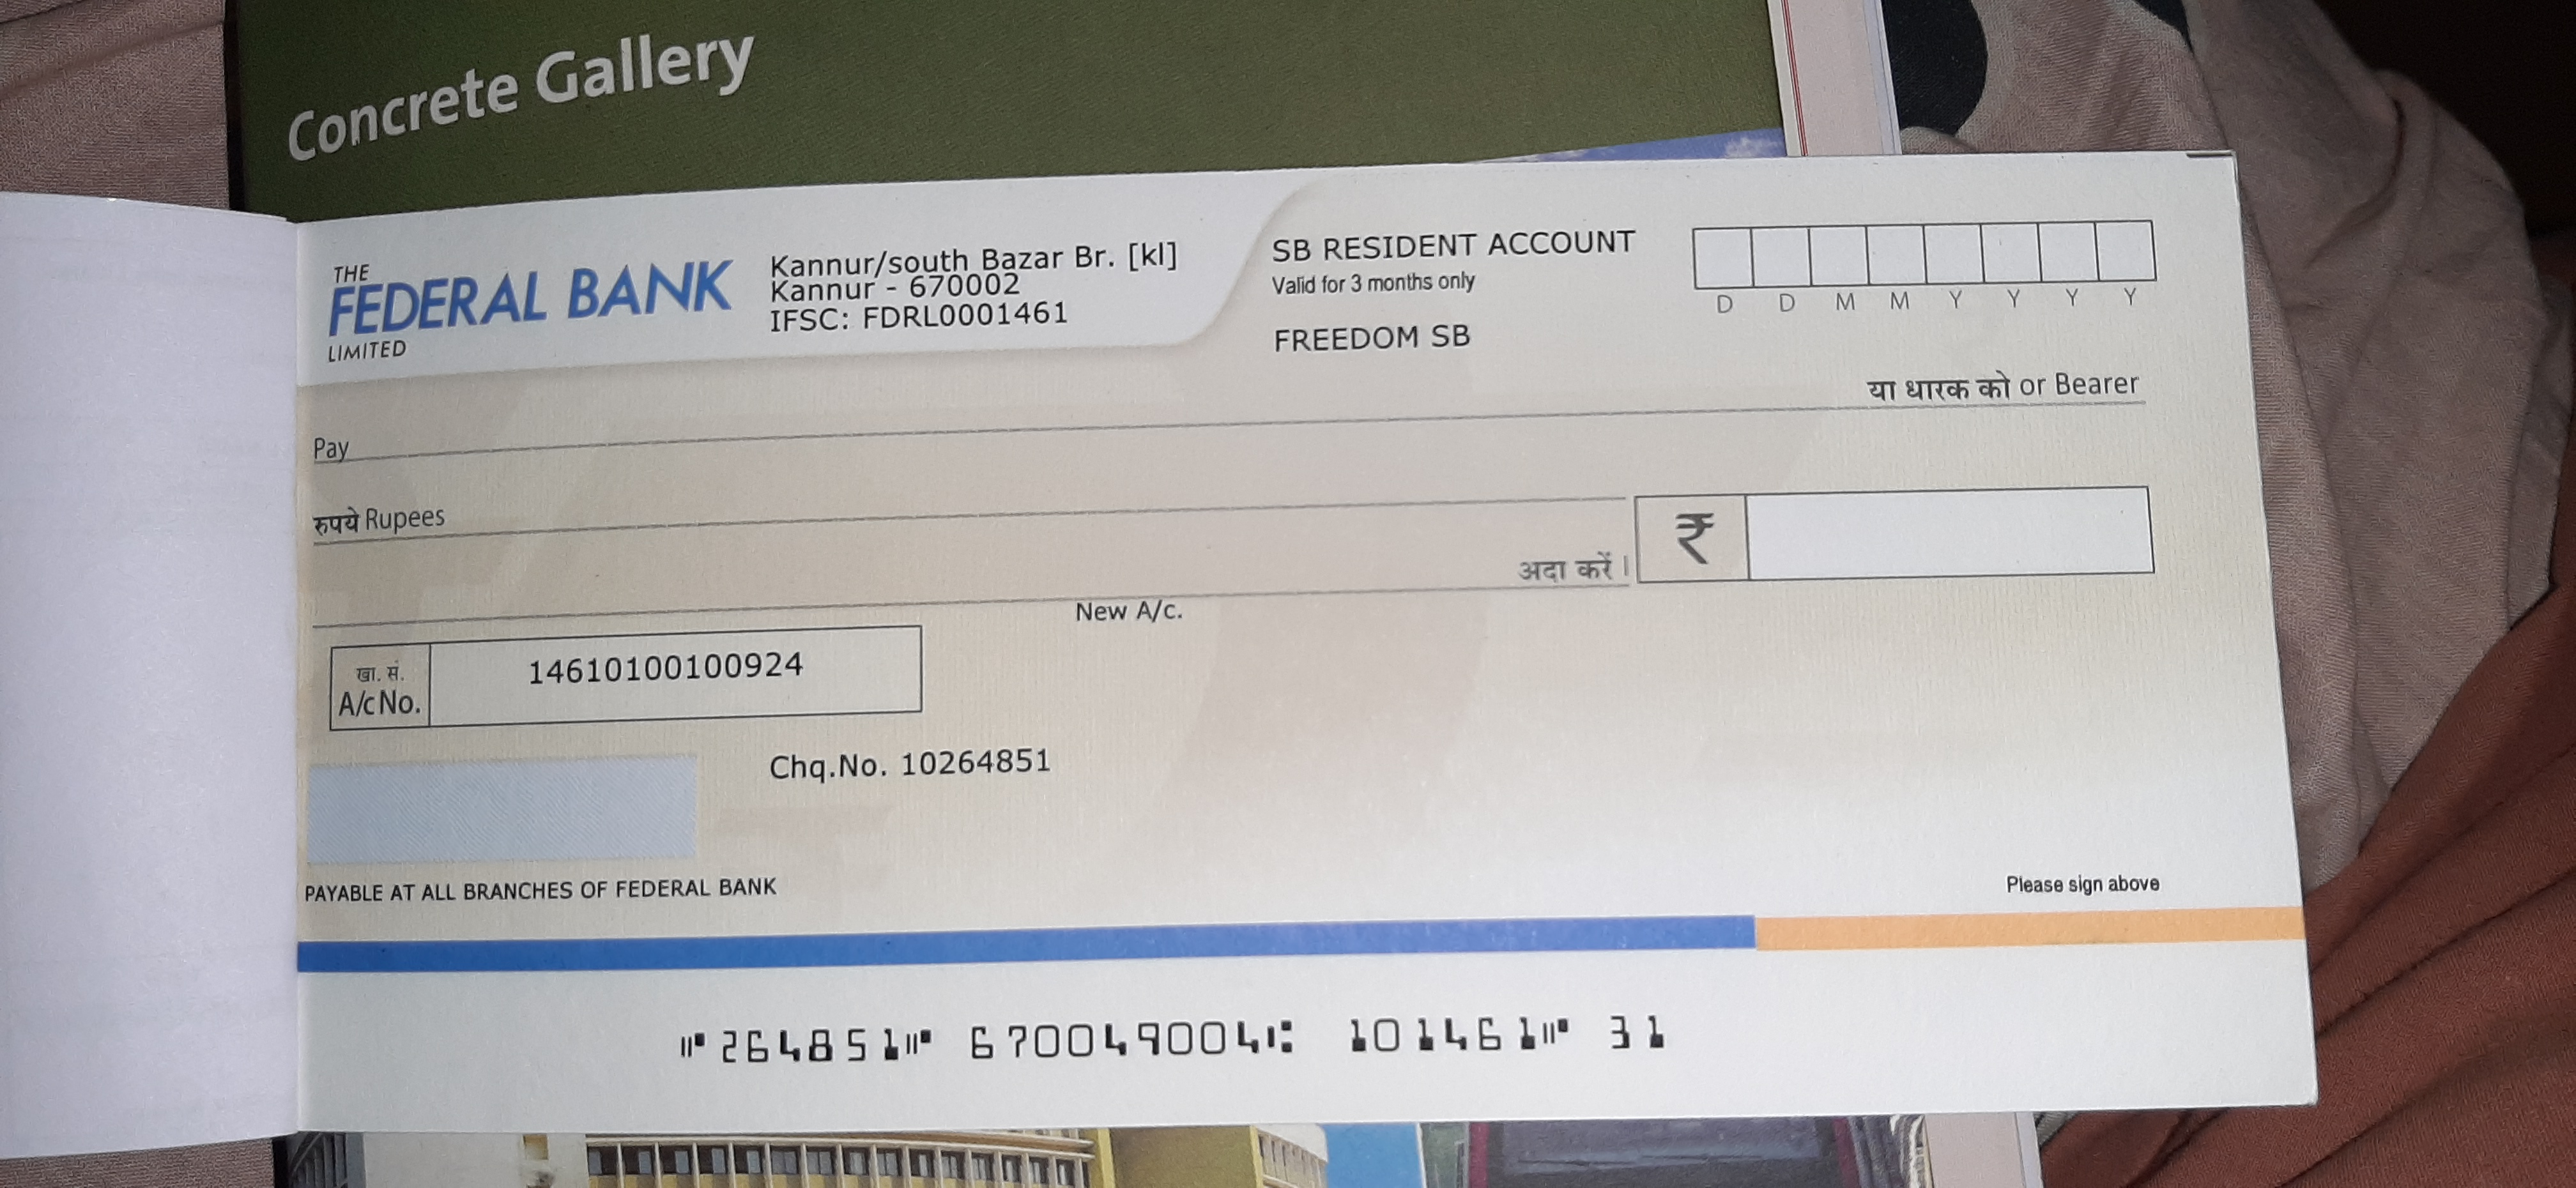 Concrete Gallery
THE
FEDERAL BANK
LIMITED
Kannur/south Bazar Br. [kl]
Kannur - 670002
IFSC: FDRL0001461
SB RESIDENT ACCOUNT
Valid for 3 months only
FREEDOM SB
D D M M Y Y Y Y
Pay
या धारक को or Bearer
रुपये Rupees
अदा करें।
₹
खा. सं.
A/c No.
14610100100924
New A/c.
Chq.No. 10264851
PAYABLE AT ALL BRANCHES OF FEDERAL BANK
Please sign above
⑈264851⑈ 670049004⑆ 101461⑈ 31